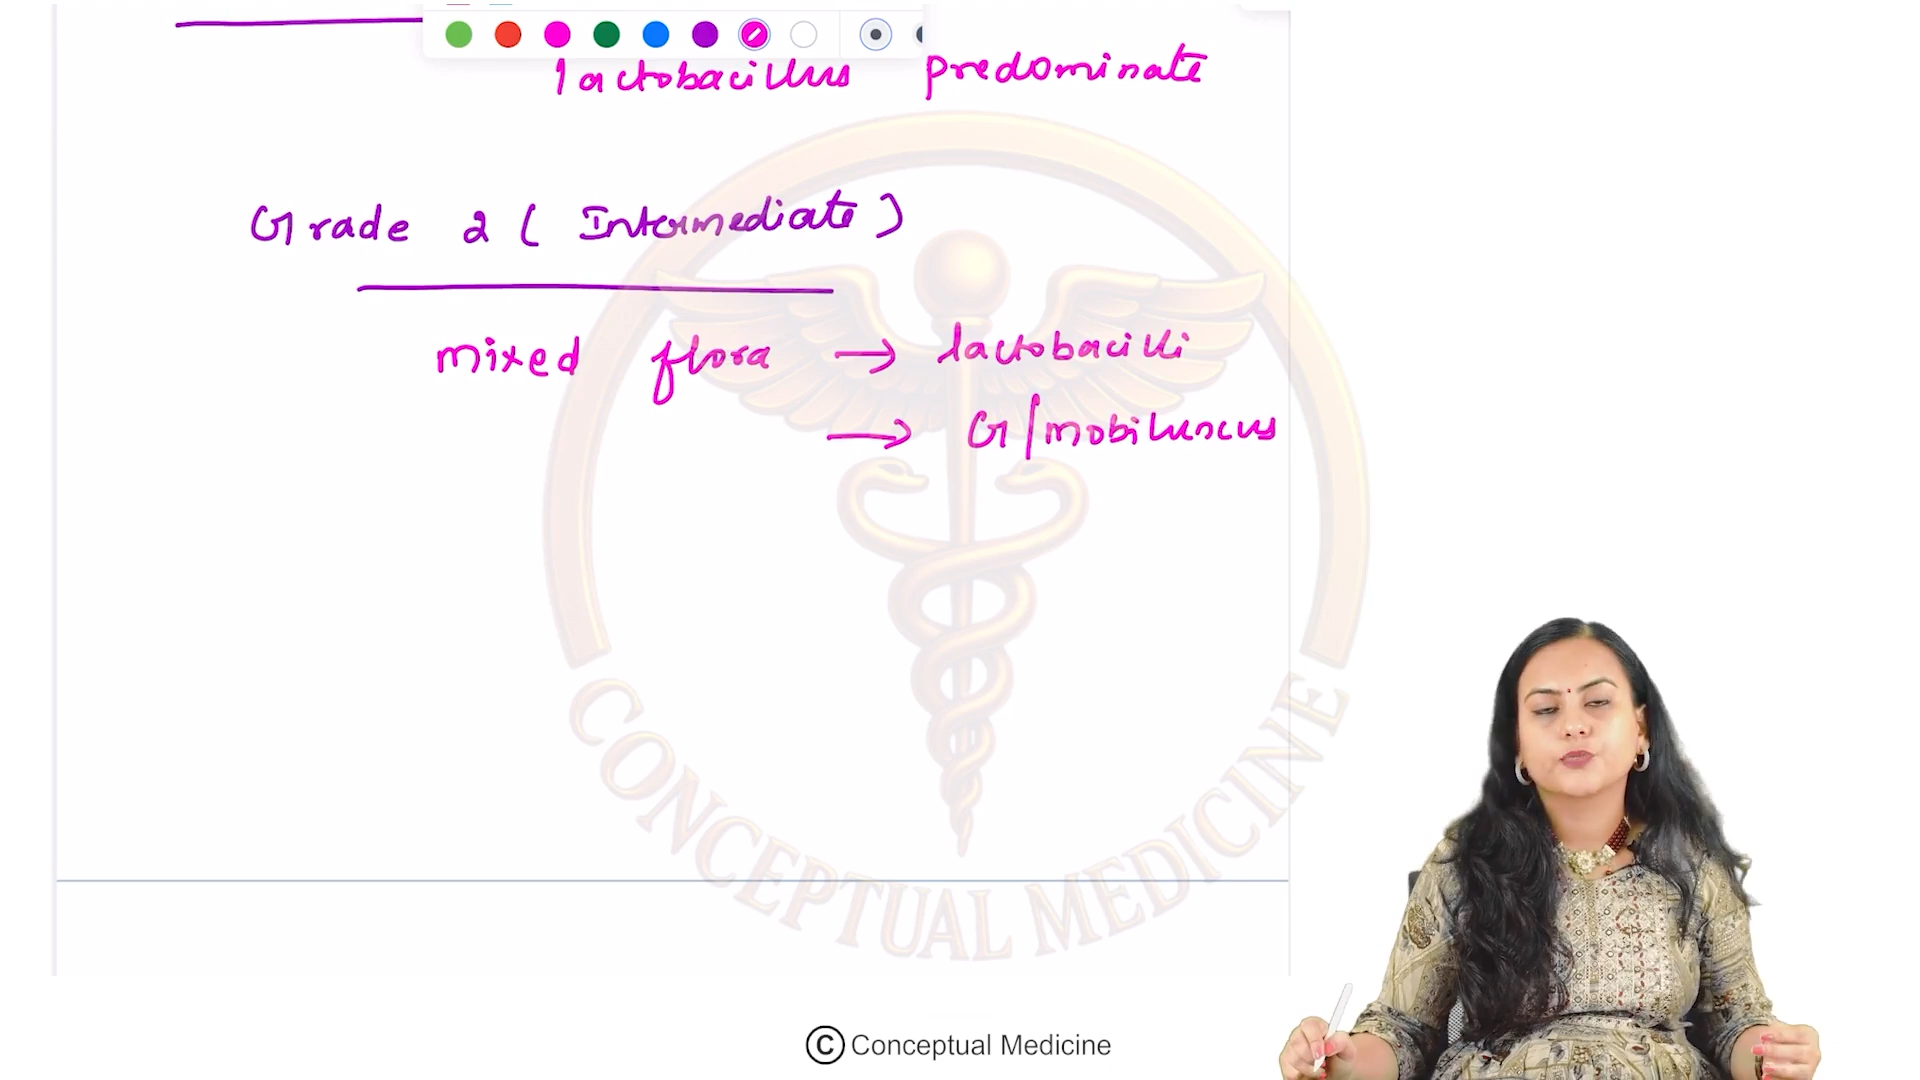 lactobacillus predominate
Grade 2 ( Intermediate )
mixed flora → lactobacilli
→ G/mobiluncus
CONCEPTUAL MEDICINE
© Conceptual Medicine